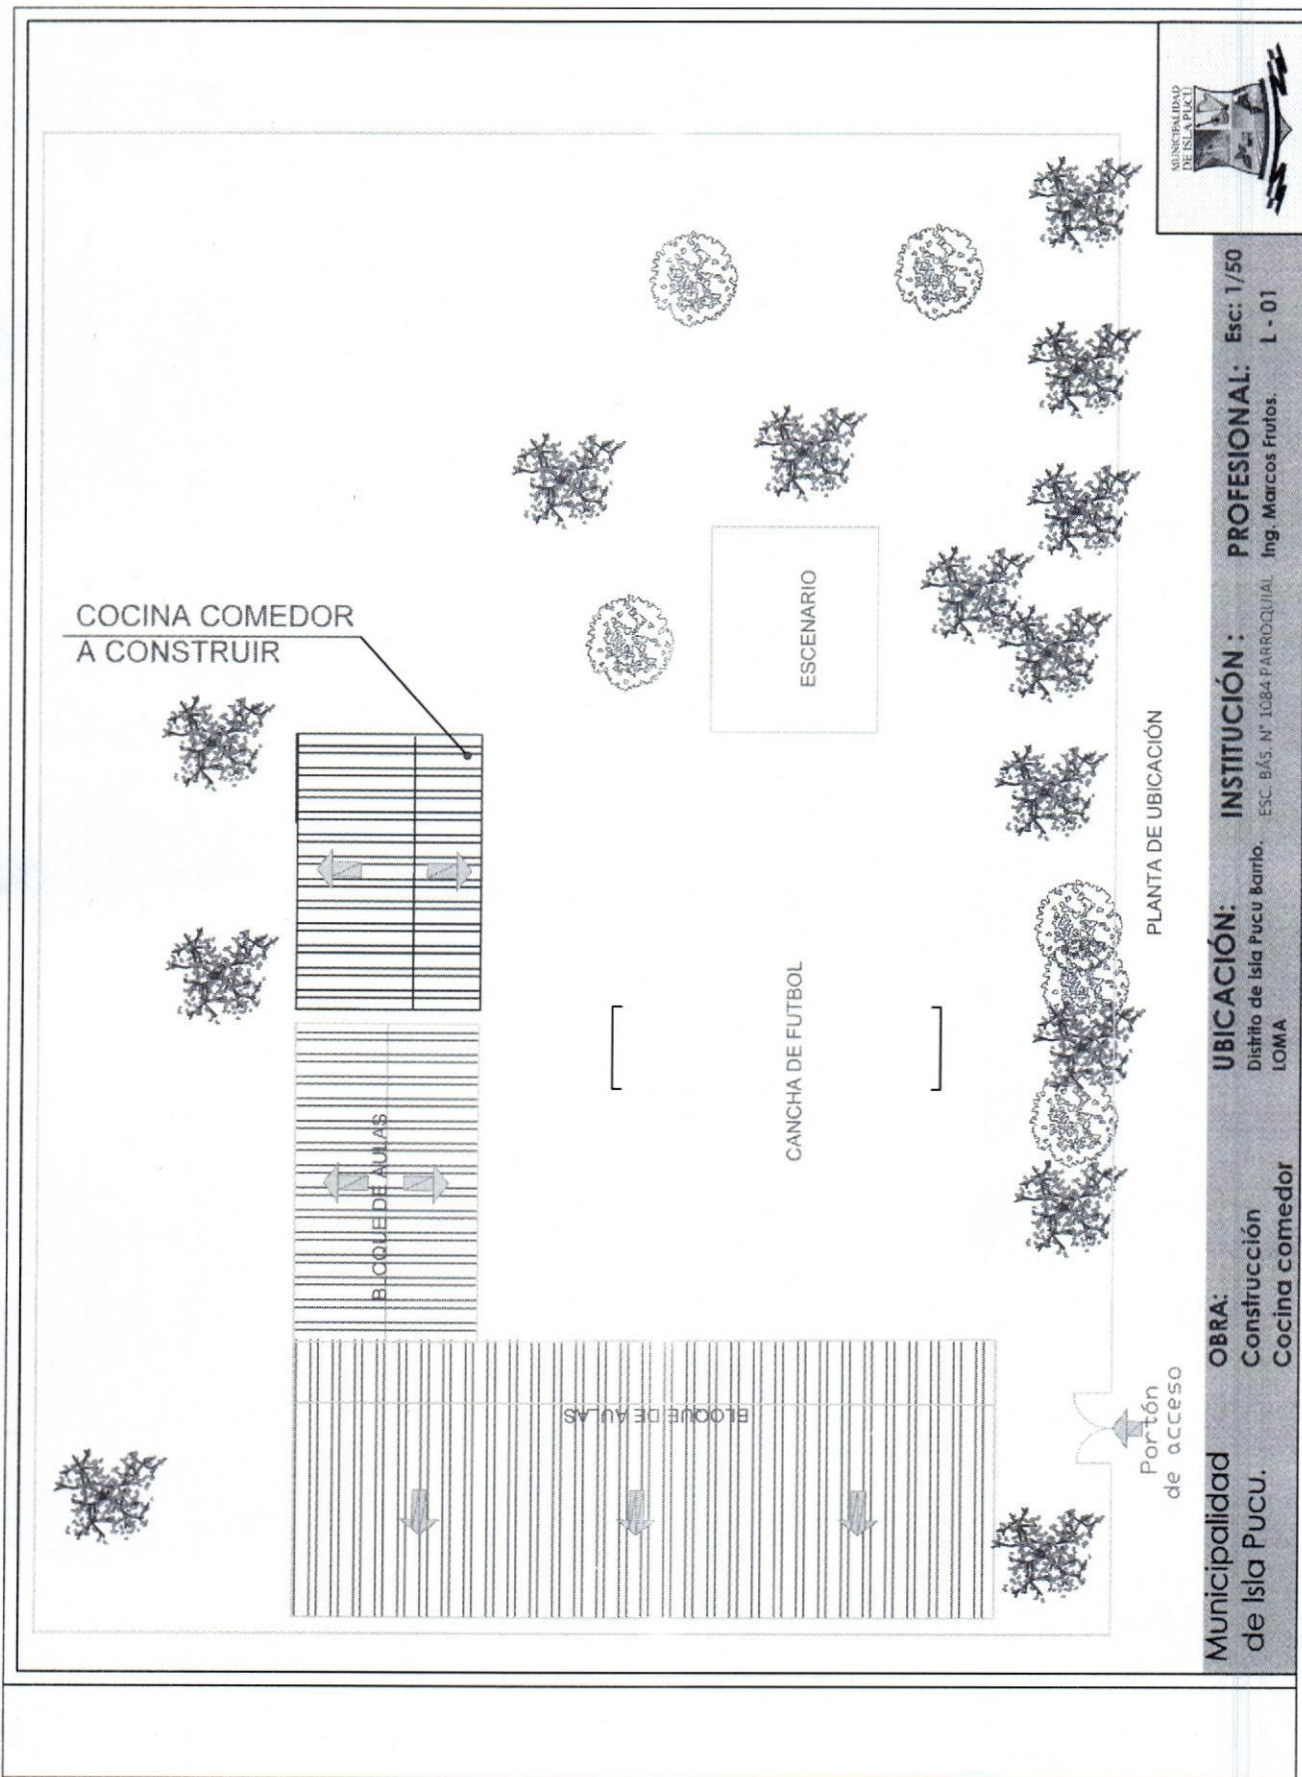 COCINA COMEDOR
A CONSTRUIR
BLOQUE DE AULAS
BLOQUE DE AULAS
CANCHA DE FUTBOL
ESCENARIO
Portón
de acceso
PLANTA DE UBICACIÓN
Municipalidad
de Isla Pucu.
OBRA:
Construcción
Cocina comedor
UBICACIÓN:
Distrito de Isla Pucu Barrio.
LOMA
INSTITUCIÓN :
ESC. BÁS. N° 1084 PARROQUIAL
PROFESIONAL:
Ing. Marcos Frutos.
Esc: 1/50
L - 01
MUNICIPALIDAD
DE ISLA PUCU